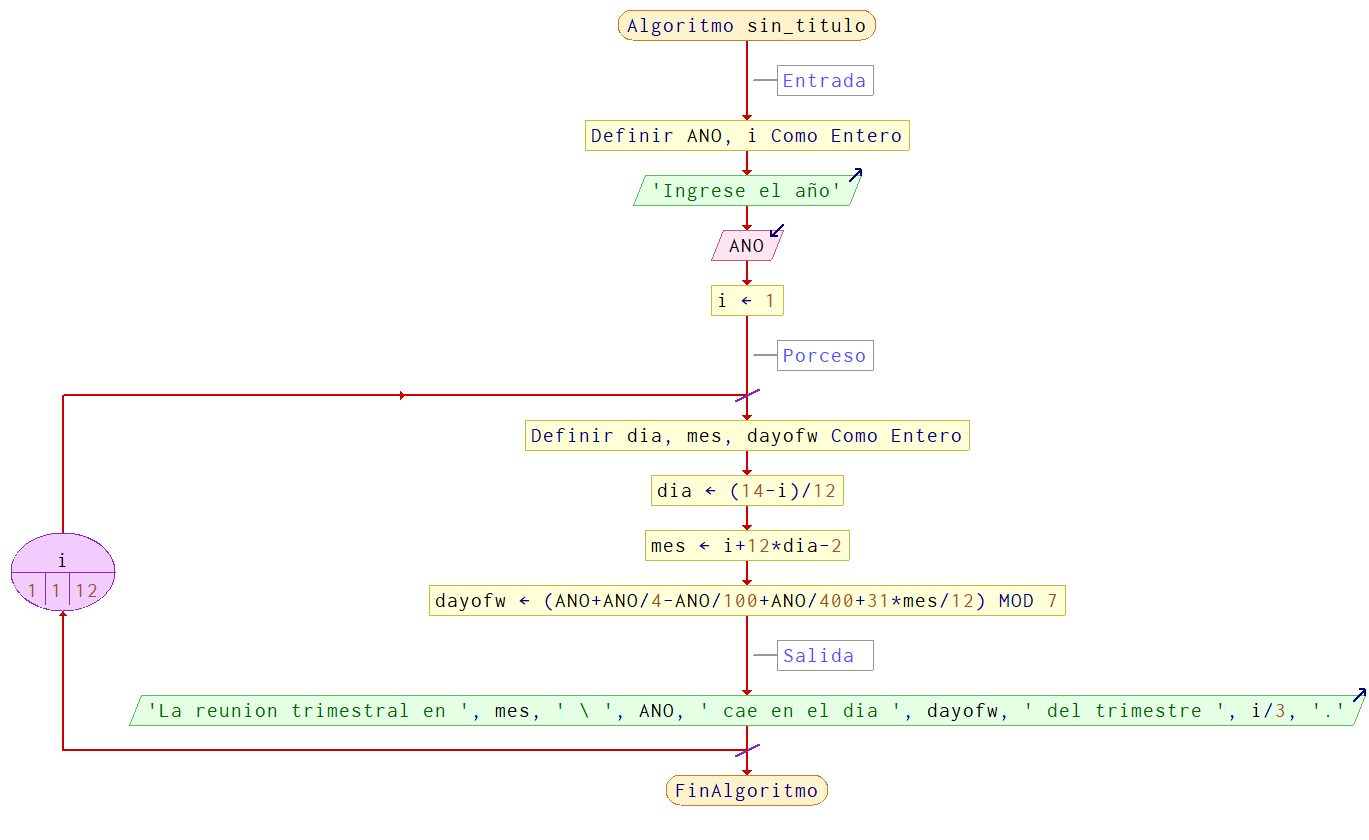 Algoritmo sin_titulo
Entrada
Definir ANO, i Como Entero
'Ingrese el año'
ANO
i ← 1
Porceso
Definir dia, mes, dayofw Como Entero
dia ← (14-i)/12
i
1 1 12
mes ← i+12*dia-2
dayofw ← (ANO+ANO/4-ANO/100+ANO/400+31*mes/12) MOD 7
Salida
'La reunion trimestral en ', mes, ' \ ', ANO, ' cae en el dia ', dayofw, ' del trimestre ', i/3, '.'
FinAlgoritmo